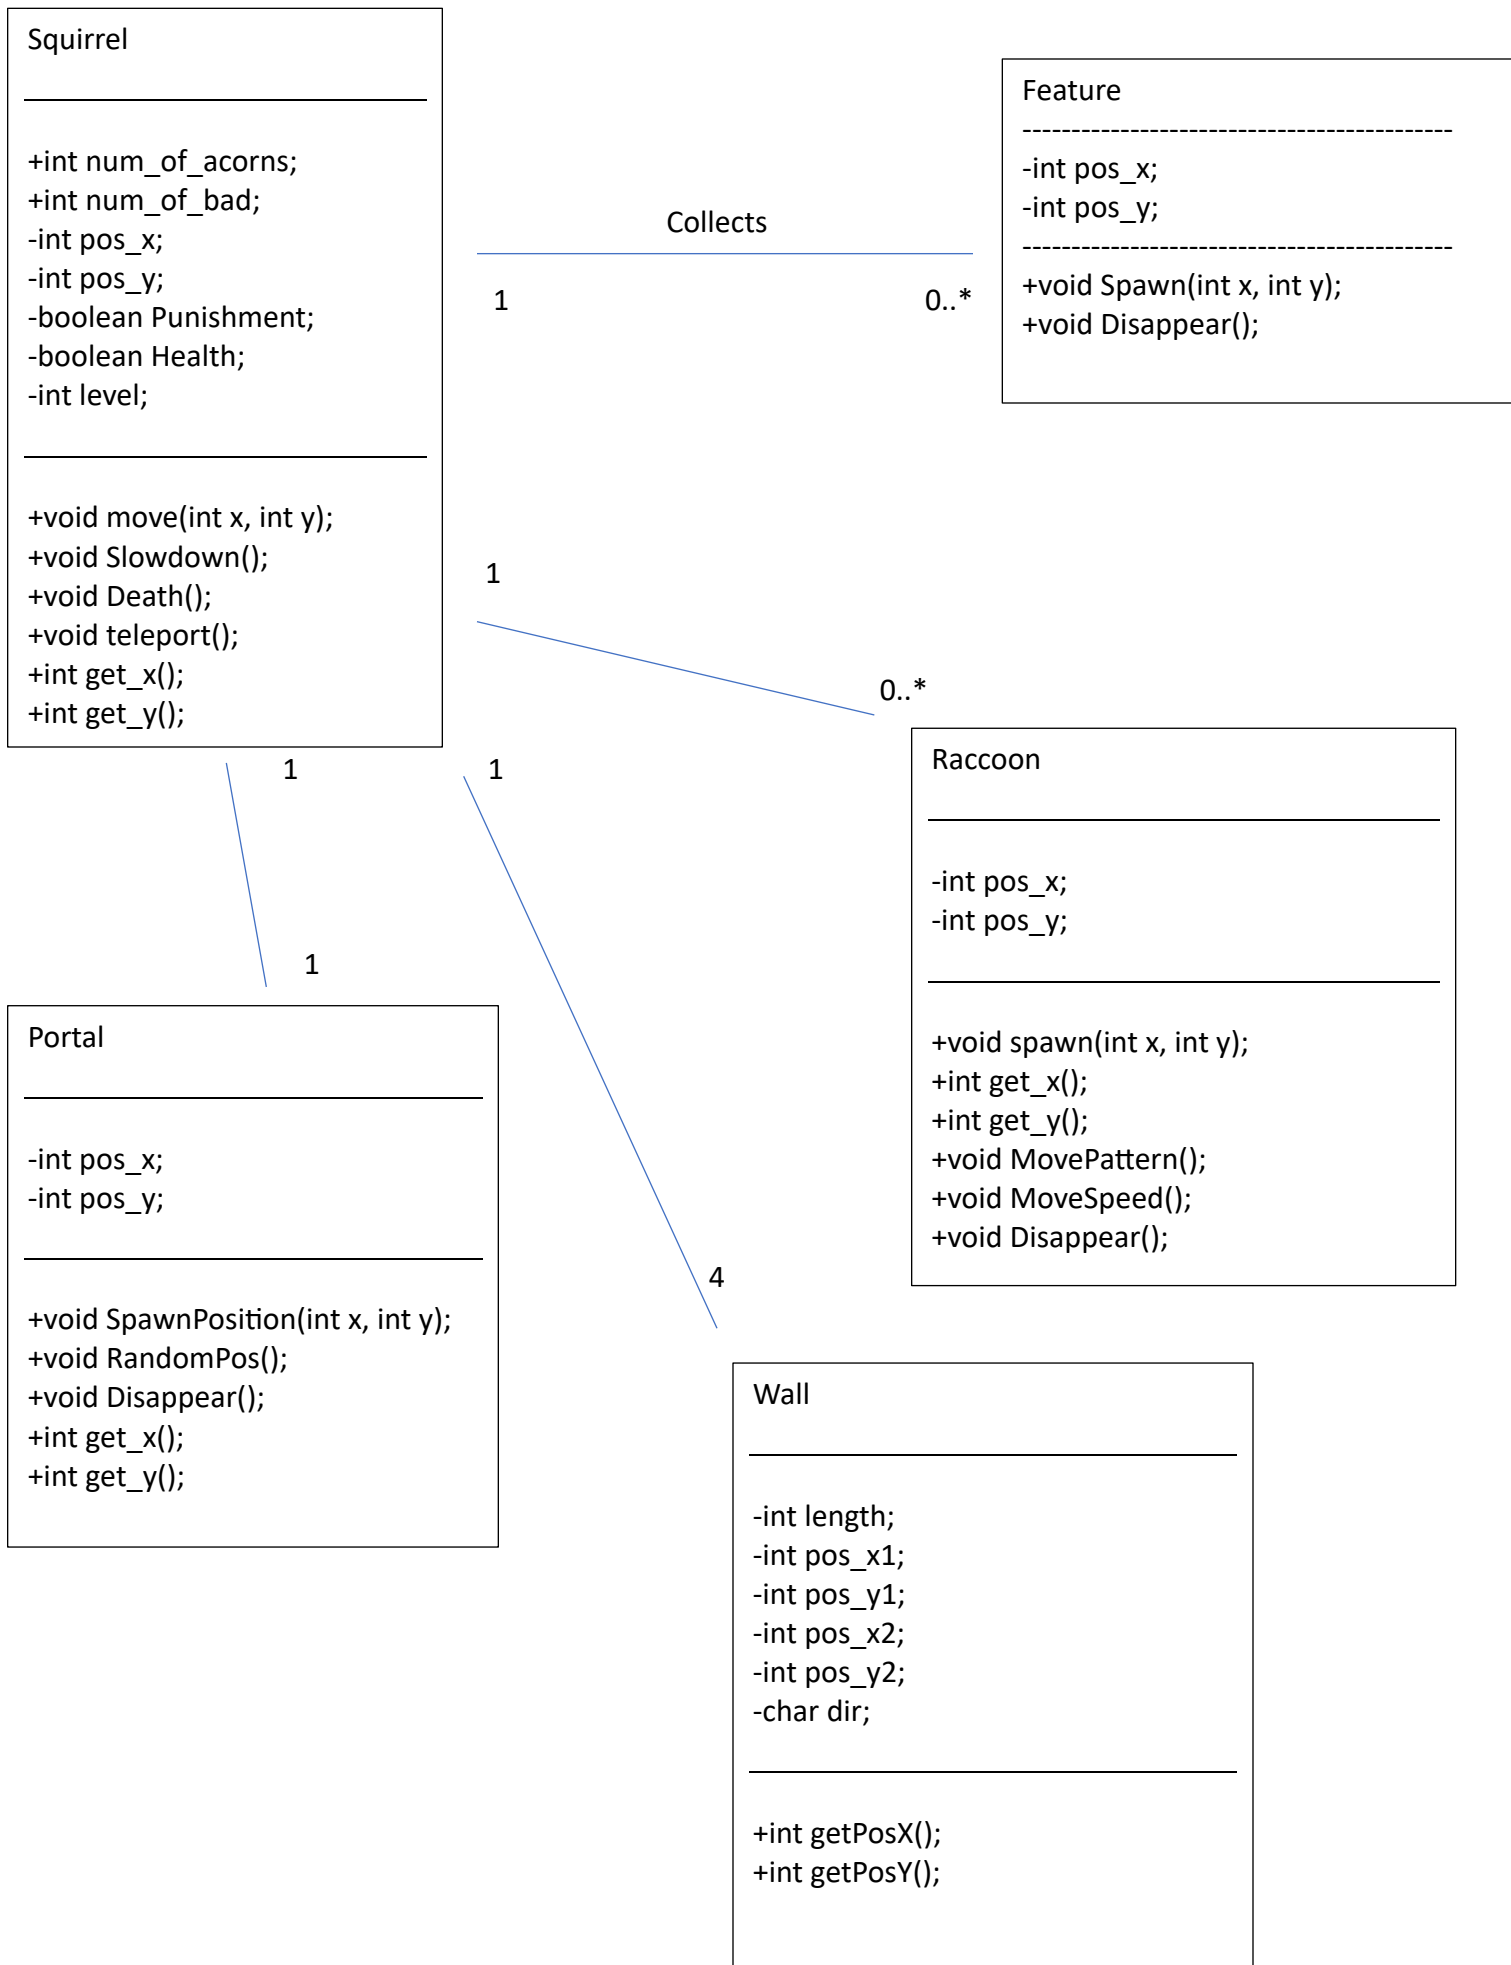 Squirrel
+int num_of_acorns;
+int num_of_bad;
-int pos_x;
-int pos_y;
-boolean Punishment;
-boolean Health;
-int level;
+void move(int x, int y);
+void Slowdown();
+void Death();
+void teleport();
+int get_x();
+int get_y();
Collects
1
0..*
Feature
--------------------------------------------
-int pos_x;
-int pos_y;
--------------------------------------------
+void Spawn(int x, int y);
+void Disappear();
1
0..*
Raccoon
-int pos_x;
-int pos_y;
+void spawn(int x, int y);
+int get_x();
+int get_y();
+void MovePattern();
+void MoveSpeed();
+void Disappear();
1
1
Portal
-int pos_x;
-int pos_y;
+void SpawnPosition(int x, int y);
+void RandomPos();
+void Disappear();
+int get_x();
+int get_y();
1
4
Wall
-int length;
-int pos_x1;
-int pos_y1;
-int pos_x2;
-int pos_y2;
-char dir;
+int getPosX();
+int getPosY();